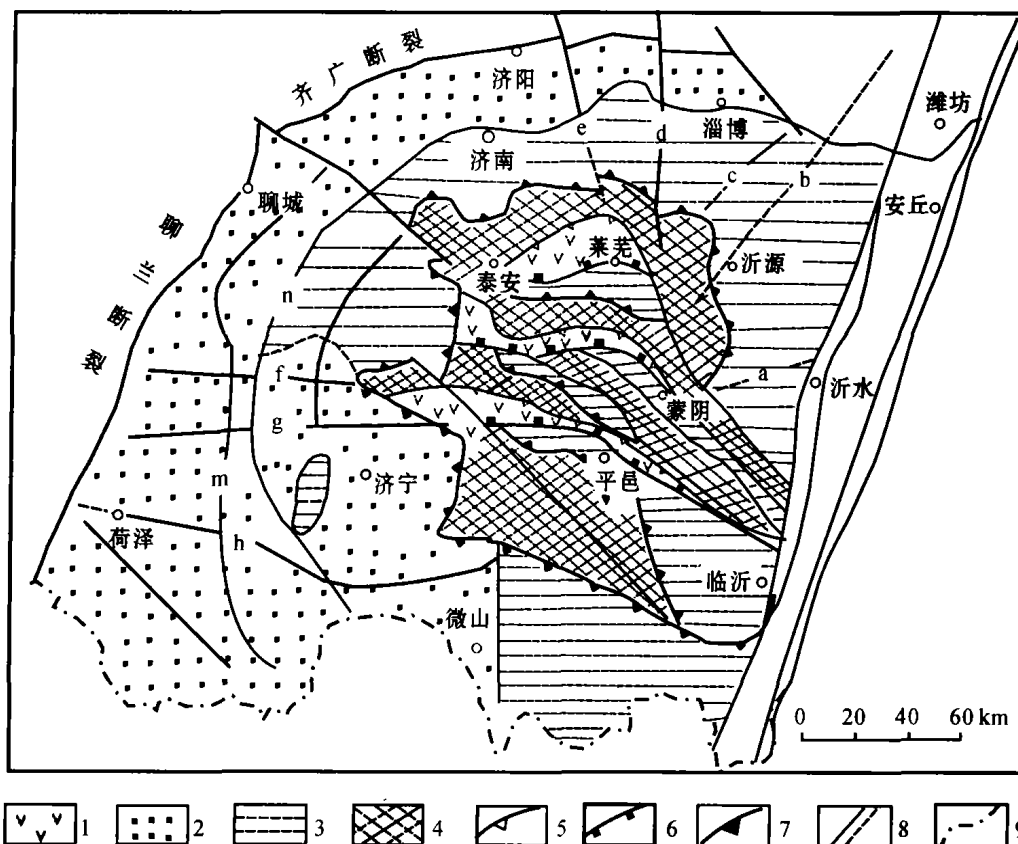 齐广断裂
济阳
潍坊
淄博
e
d
济南
c
b
聊城
安丘
聊兰断裂
莱芜
沂源
泰安
n
a
沂水
f
蒙阴
g
平邑
济宁
m
荷泽
h
临沂
微山
0 20 40 60 km
1 2 3 4 5 6 7 8 9